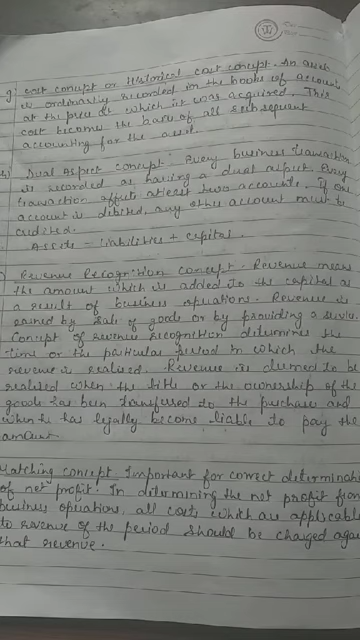 g) Cost concept or Historical cost concept. An asset
is ordinarily recorded in the books of account
at the price at which it was acquired. This
cost become the basis of all subsequent
accounting for the asset.
Dual Aspect concept: Every business transaction
is recorded as having a dual aspect. Every
transaction affects atleast two accounts. If one
account is debited, any other account must be
credited.
Assets = Liabilities + capital.
Revenue Recognition concept - Revenue means
the amount which is added to the capital as
a result of business operations. Revenue is
earned by sale of goods or by providing a service.
Concept of revenue recognition determines the
time or the particular period in which the
revenue is realised. Revenue is deemed to be
realised when the title or the ownership of the
goods has been transferred to the purchaser and
when he has legally become liable to pay the
amount.
Matching concept - Important for correct determination
of net profit. In determining the net profit from
business operations, all costs which are applicable
to revenue of the period should be charged against
that revenue.